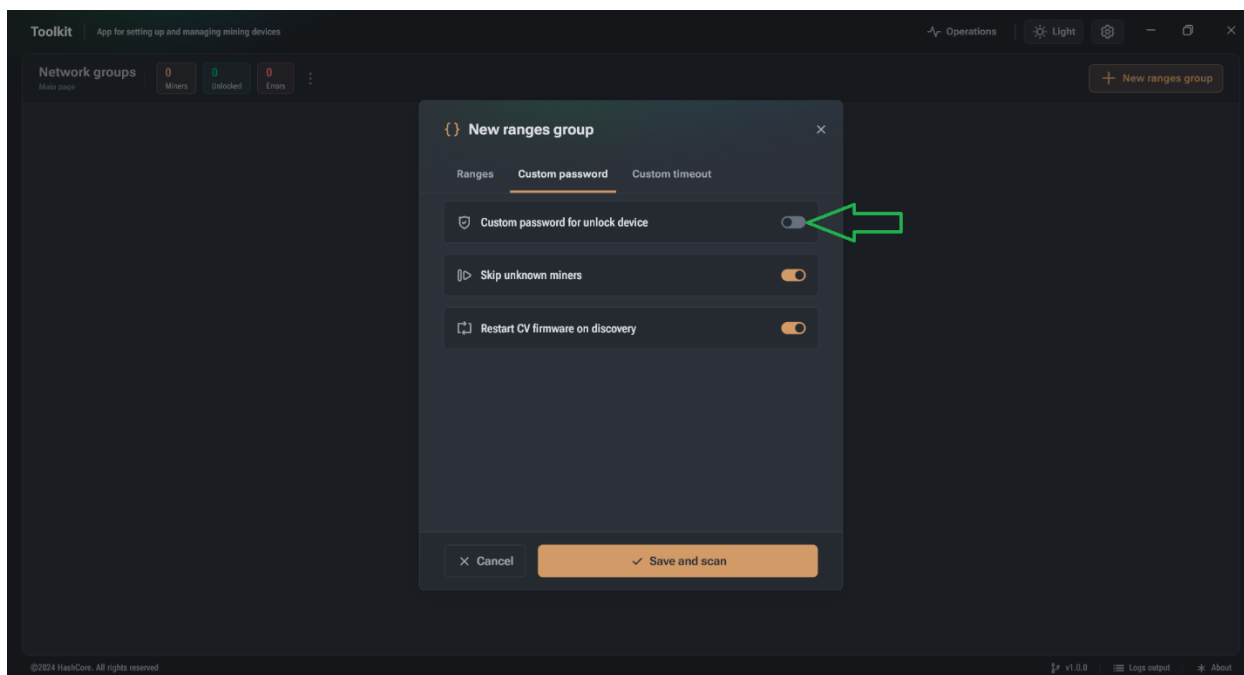 Toolkit App for setting up and managing mining devices Operations Light
Network groups 0 0 0 New ranges group
Main page Miners Unlocked Errors
{} New ranges group
Ranges Custom password Custom timeout
Custom password for unlock device
Skip unknown miners
Restart CV firmware on discovery
Cancel Save and scan
©2024 HashCore. All rights reserved v1.0.0 Logs output About